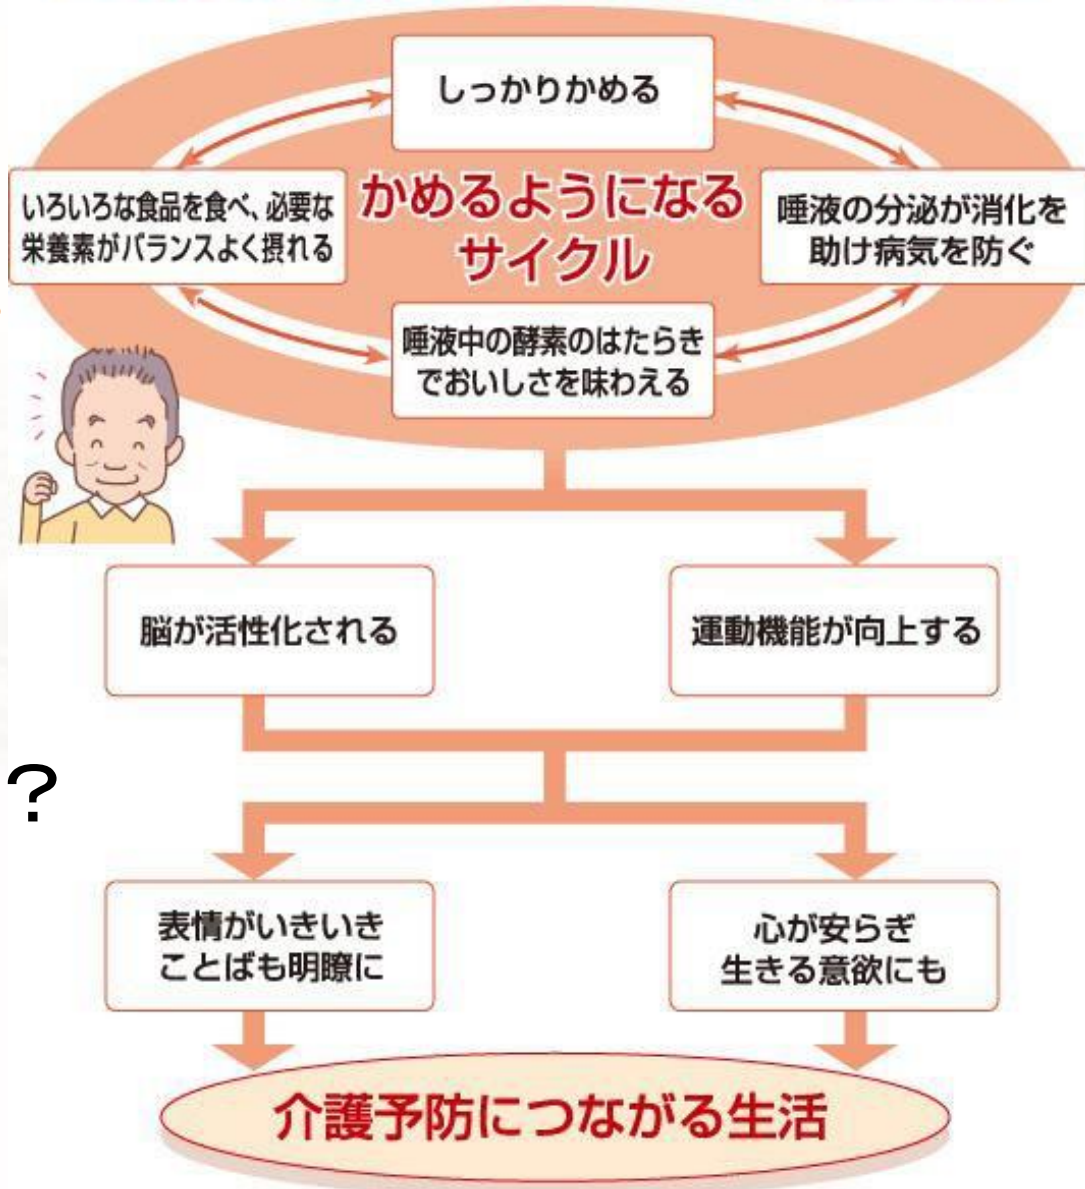 しっかりかめる
いろいろな食品を食べ、必要な
栄養素がバランスよく摂れる
かめるようになる
サイクル
唾液の分泌が消化を
助け病気を防ぐ
唾液中の酵素のはたらき
でおいしさを味わえる
脳が活性化される
運動機能が向上する
?
表情がいきいき
ことばも明瞭に
心が安らぎ
生きる意欲にも
介護予防につながる生活